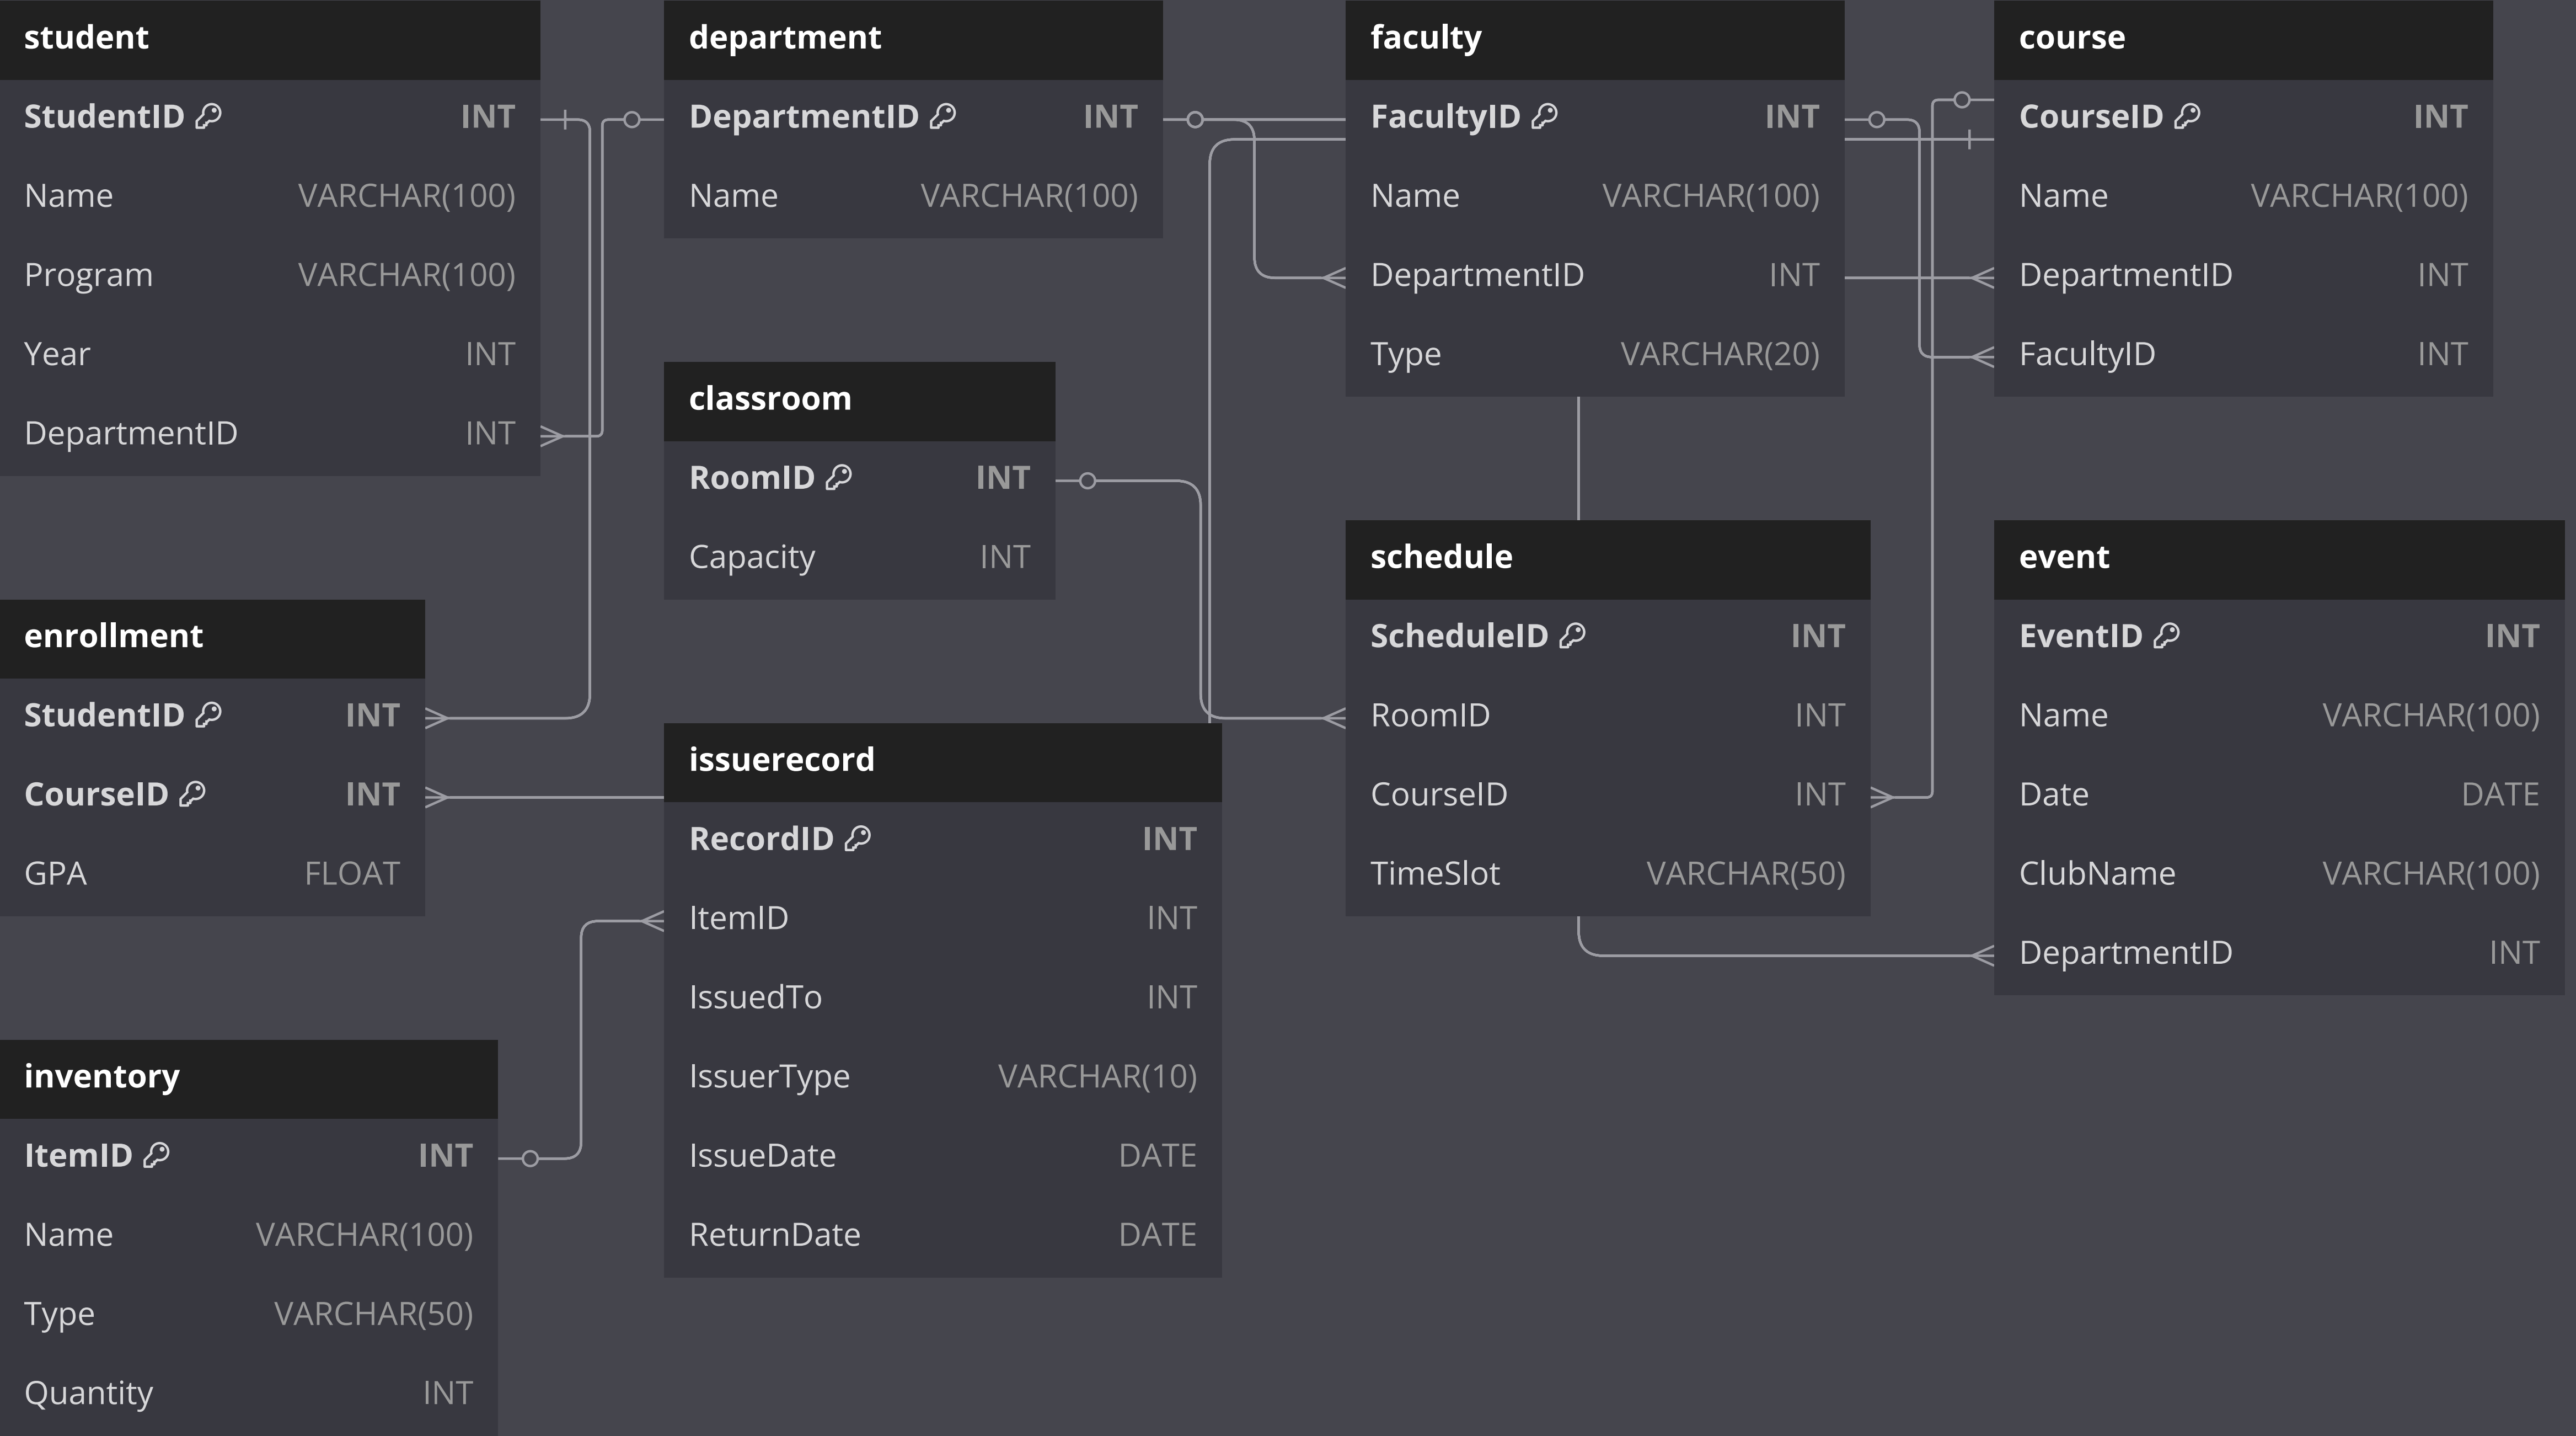 student
StudentID INT
Name VARCHAR(100)
Program VARCHAR(100)
Year INT
DepartmentID INT
department
DepartmentID INT
Name VARCHAR(100)
faculty
FacultyID INT
Name VARCHAR(100)
DepartmentID INT
Type VARCHAR(20)
course
CourseID INT
Name VARCHAR(100)
DepartmentID INT
FacultyID INT
classroom
RoomID INT
Capacity INT
schedule
ScheduleID INT
RoomID INT
CourseID INT
TimeSlot VARCHAR(50)
event
EventID INT
Name VARCHAR(100)
Date DATE
ClubName VARCHAR(100)
DepartmentID INT
enrollment
StudentID INT
CourseID INT
GPA FLOAT
issuerecord
RecordID INT
ItemID INT
IssuedTo INT
IssuerType VARCHAR(10)
IssueDate DATE
ReturnDate DATE
inventory
ItemID INT
Name VARCHAR(100)
Type VARCHAR(50)
Quantity INT